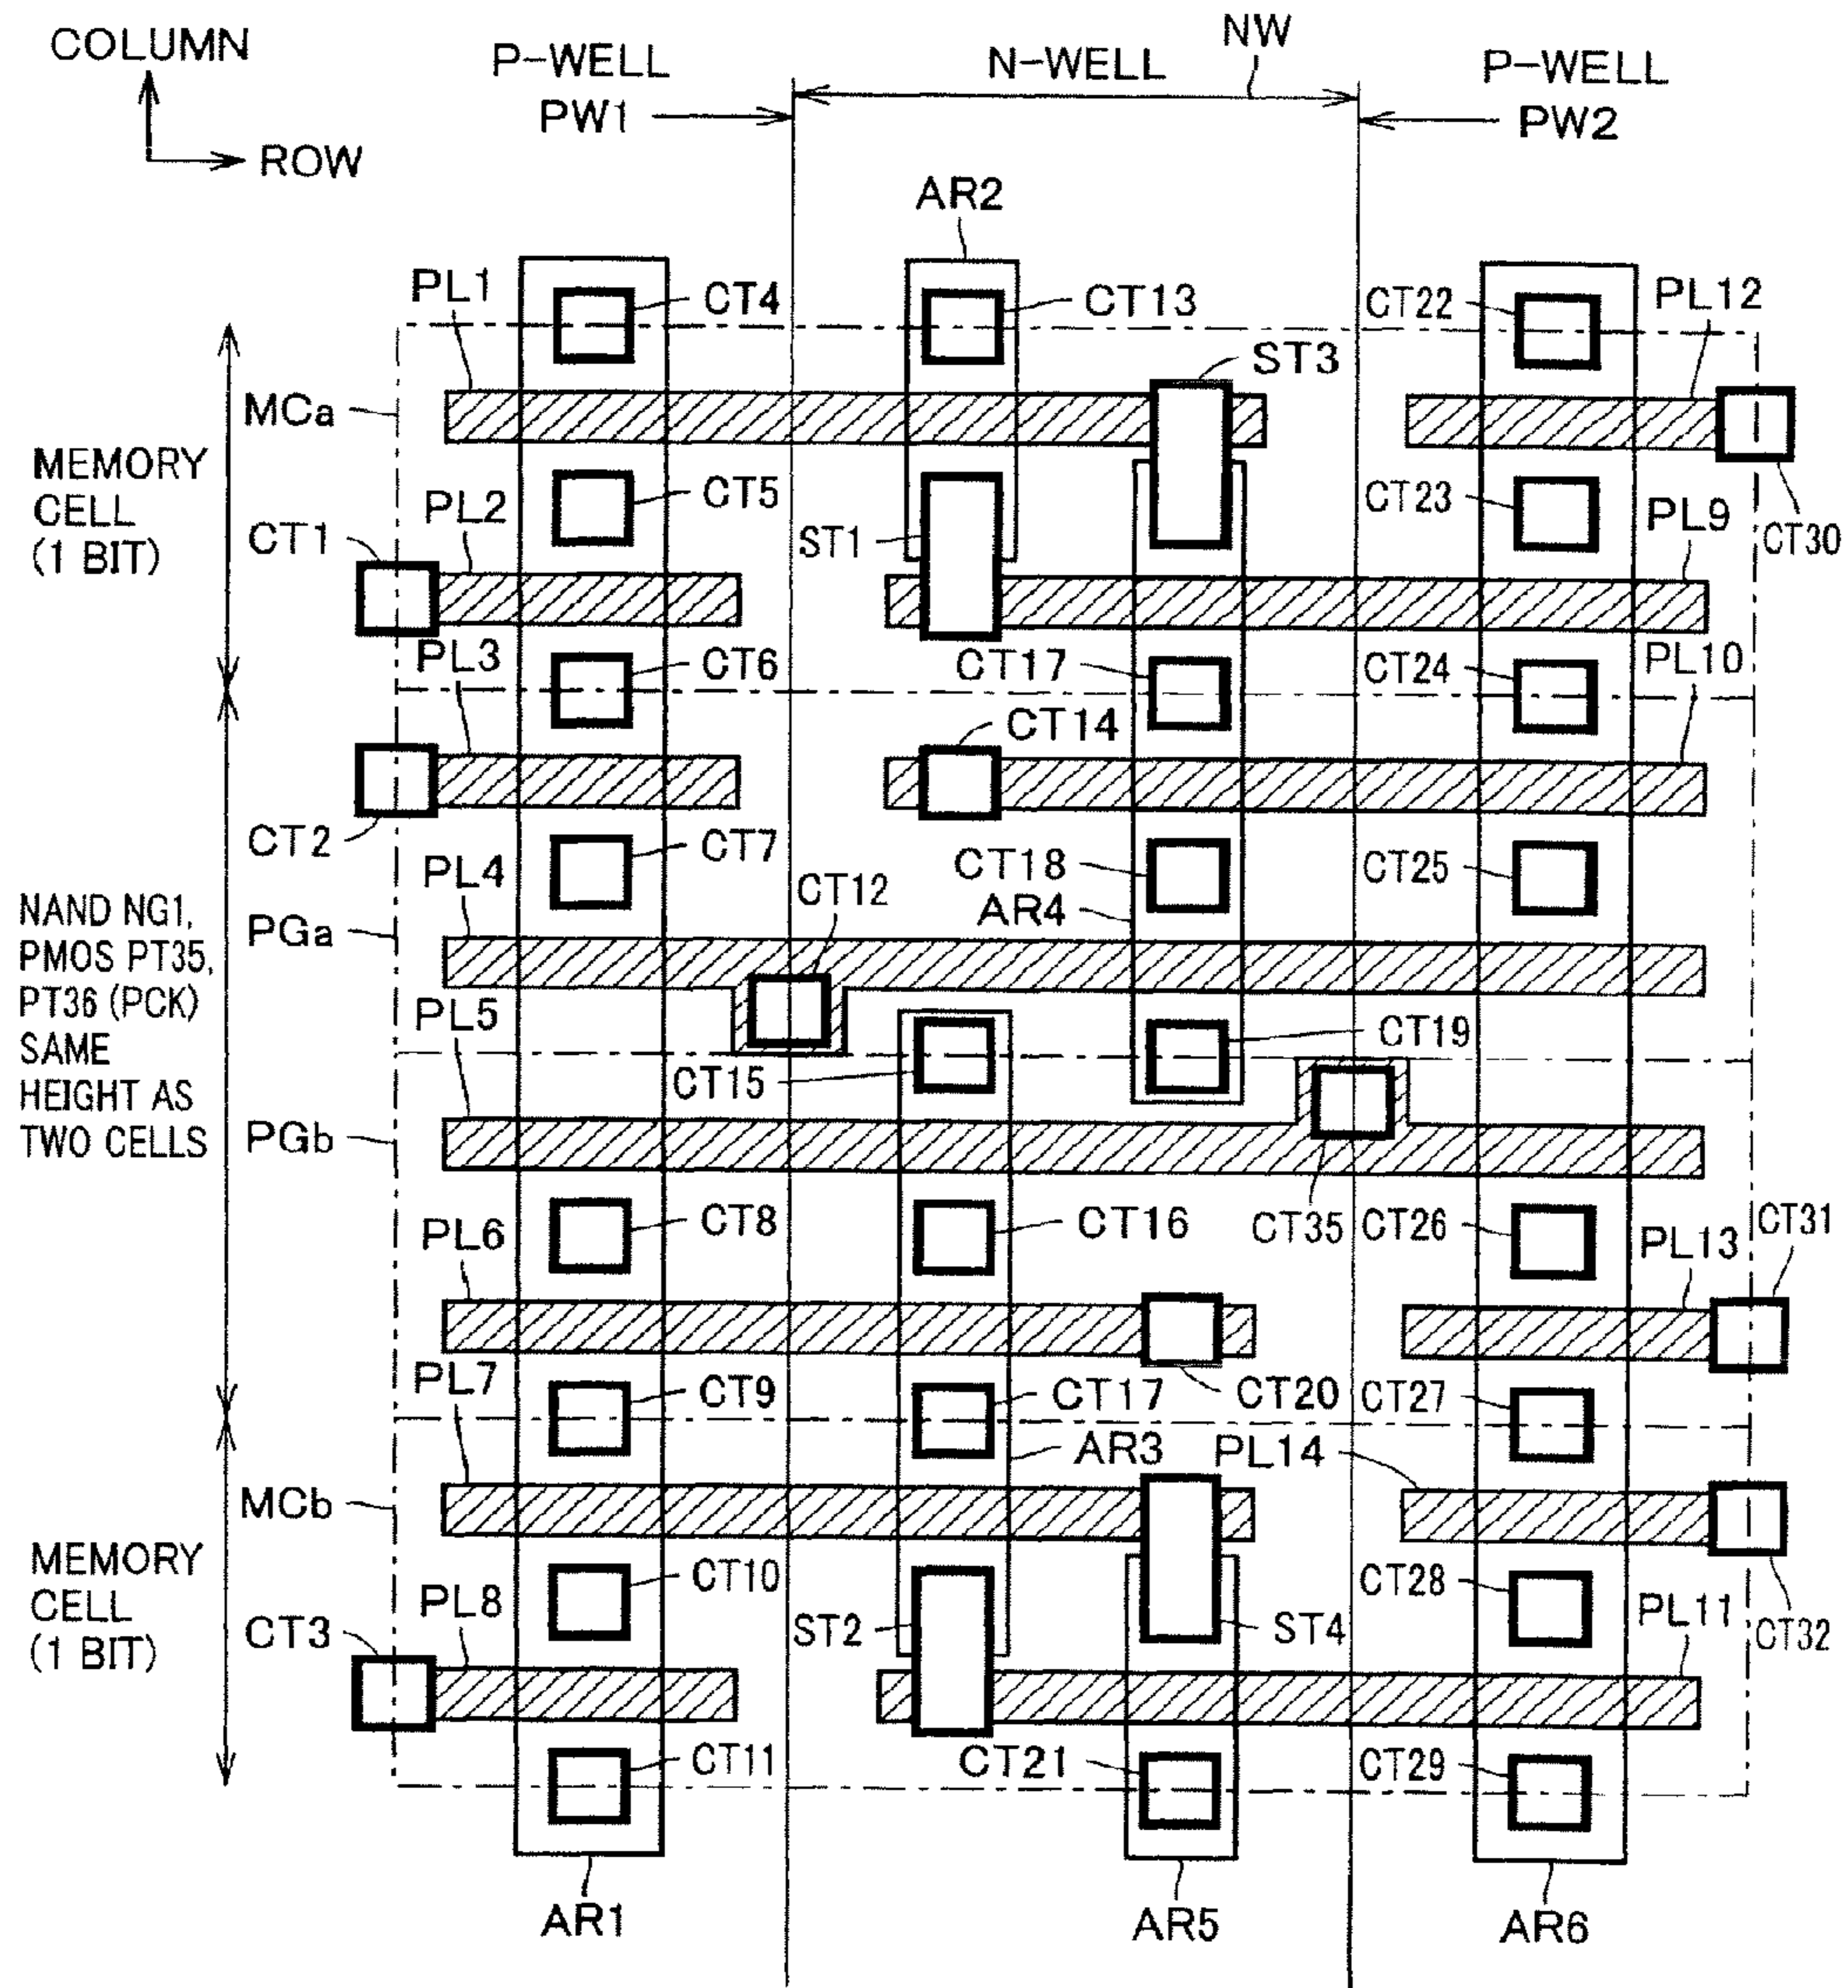 COLUMN
ROW
P-WELL
PW1
N-WELL
NW
P-WELL
PW2
AR2
PL1
CT4
CT13
CT22
PL12
MCa
ST3
MEMORY
CELL
(1 BIT)
CT1
PL2
CT5
ST1
CT23
PL9
CT30
PL3
CT6
CT17
CT24
PL10
CT14
CT2
CT7
CT18
CT25
PL4
CT12
AR4
NAND NG1,
PMOS PT35,
PT36 (PCK)
SAME
HEIGHT AS
TWO CELLS
PGa
PL5
CT19
CT15
PGb
CT8
CT16
CT35
CT26
CT31
PL6
PL13
PL7
CT9
CT17
CT20
CT27
AR3
PL14
MCb
MEMORY
CELL
(1 BIT)
CT10
CT28
PL8
CT3
ST2
ST4
PL11
CT32
CT11
CT21
CT29
AR1
AR5
AR6